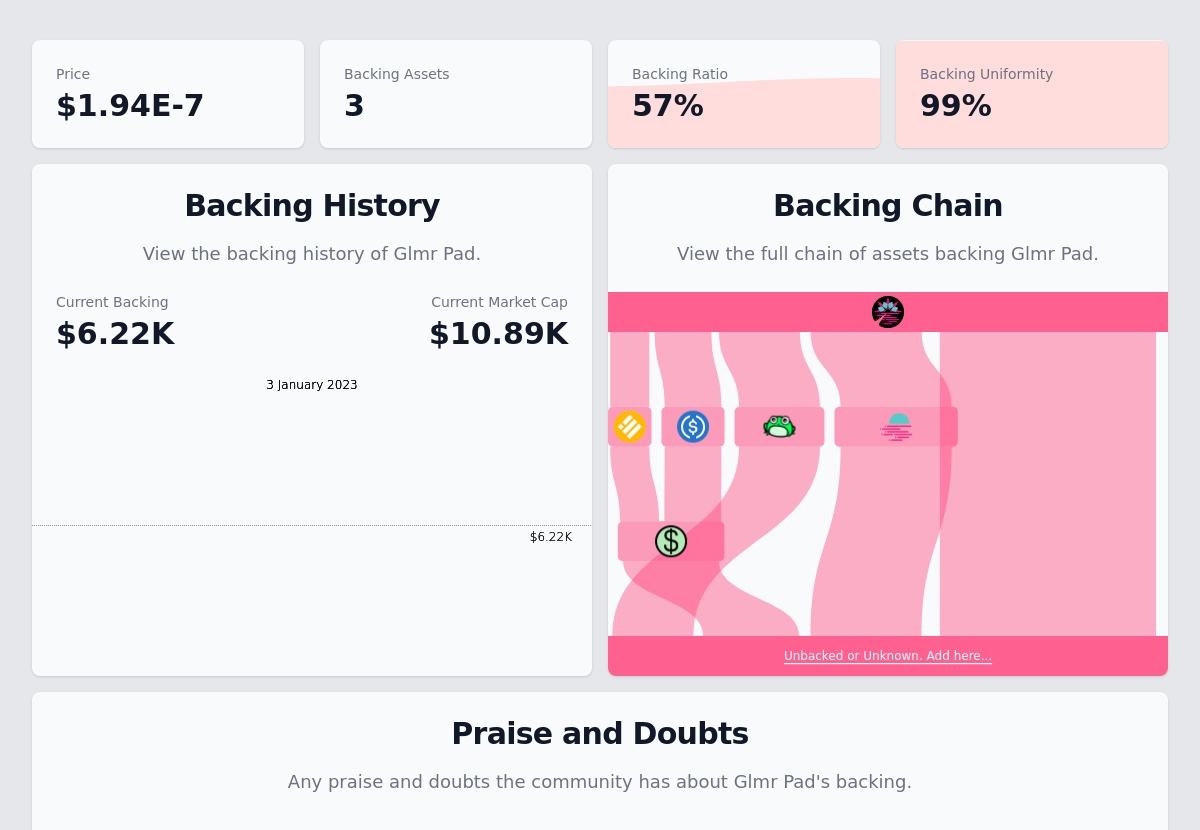 Price
$1.94E-7
Backing Assets
3
Backing Ratio
57%
Backing Uniformity
99%
Backing History
View the backing history of Glmr Pad.
Current Backing
$6.22K
Current Market Cap
$10.89K
3 January 2023
$6.22K
Backing Chain
View the full chain of assets backing Glmr Pad.
$
$
Unbacked or Unknown. Add here...
Praise and Doubts
Any praise and doubts the community has about Glmr Pad's backing.